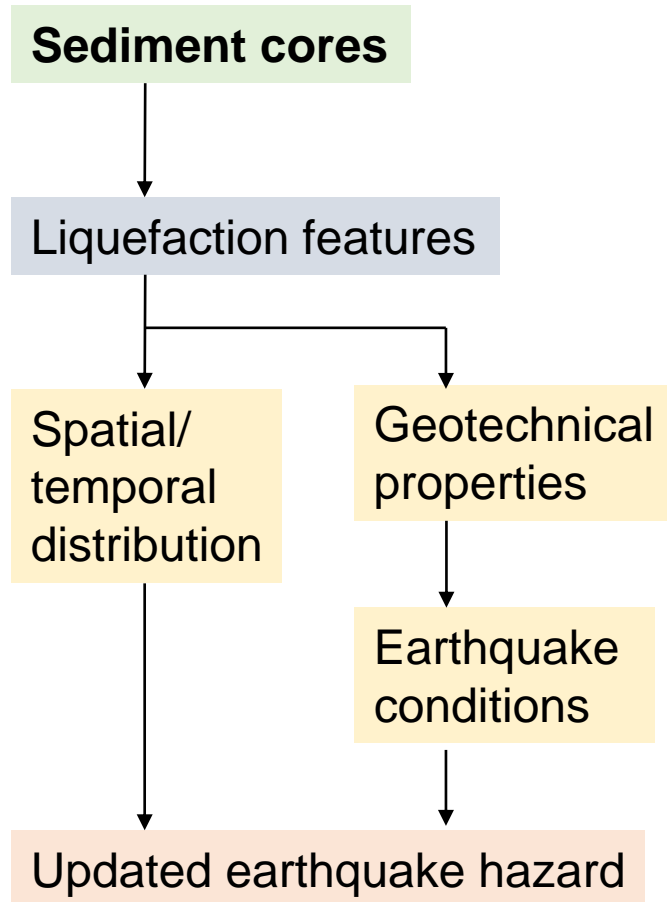 Sediment cores
Liquefaction features
Spatial/
temporal
distribution
Geotechnical
properties
Earthquake
conditions
Updated earthquake hazard